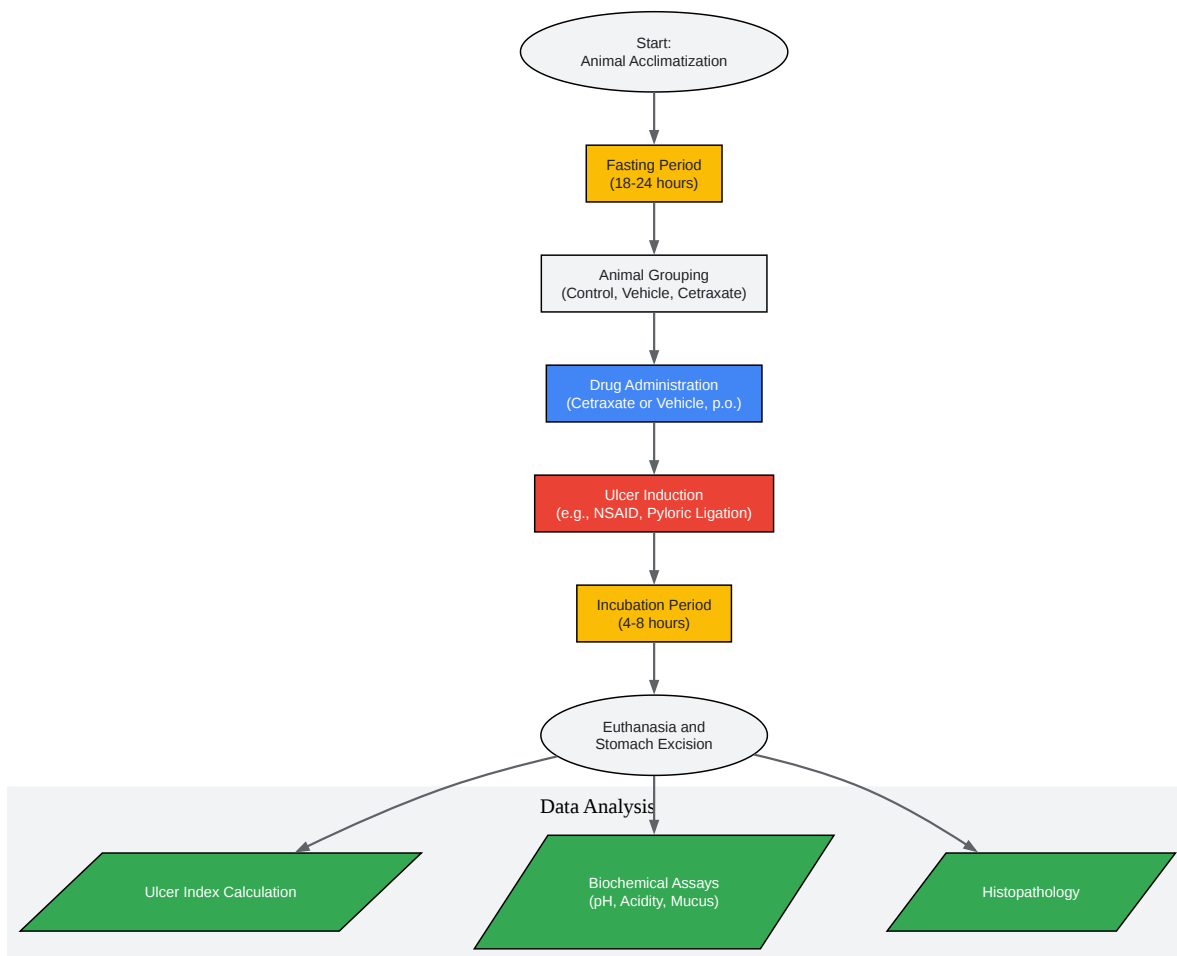 Start:
Animal Acclimatization
Fasting Period
(18-24 hours)
Animal Grouping
(Control, Vehicle, Cetraxate)
Drug Administration
(Cetraxate or Vehicle, p.o.)
Ulcer Induction
(e.g., NSAID, Pyloric Ligation)
Incubation Period
(4-8 hours)
Euthanasia and
Stomach Excision
Data Analysis
Ulcer Index Calculation
Biochemical Assays
(pH, Acidity, Mucus)
Histopathology